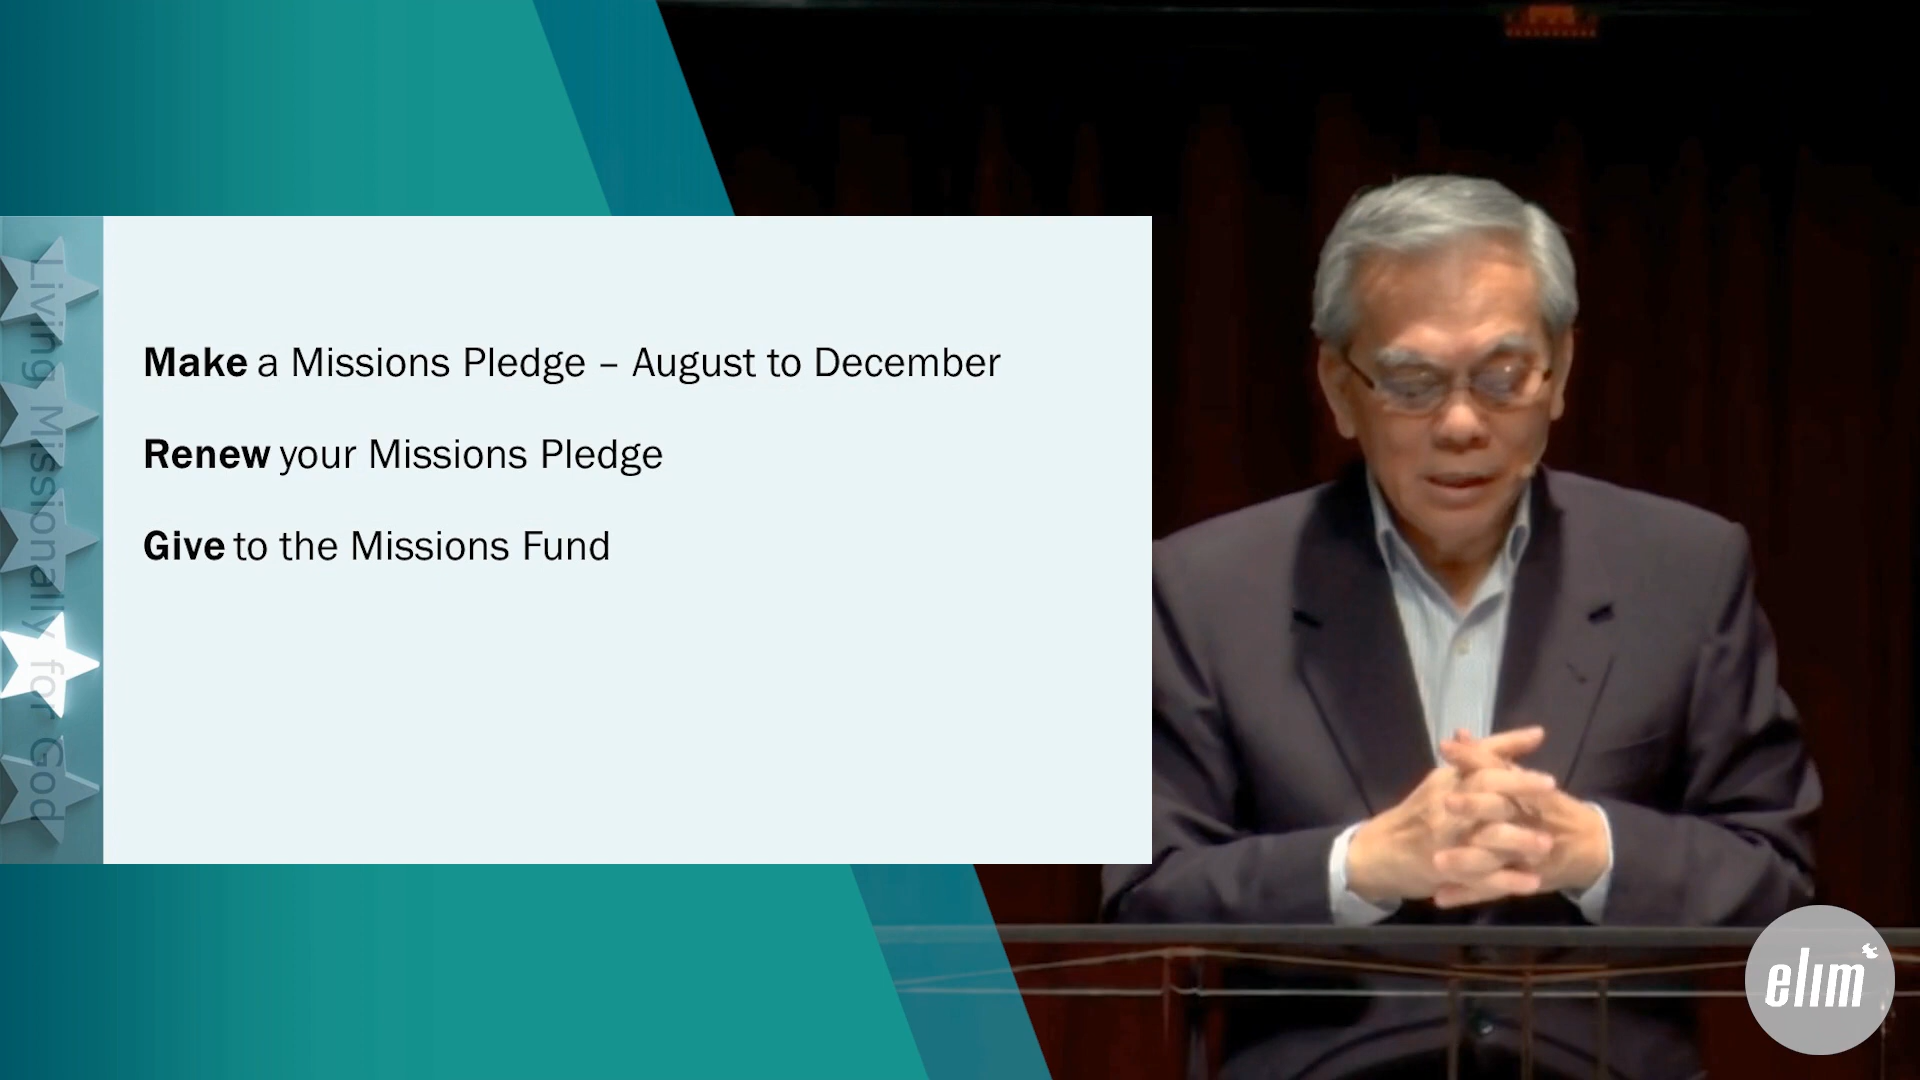 Living Missionally for God
Make a Missions Pledge – August to December
Renew your Missions Pledge
Give to the Missions Fund
elim